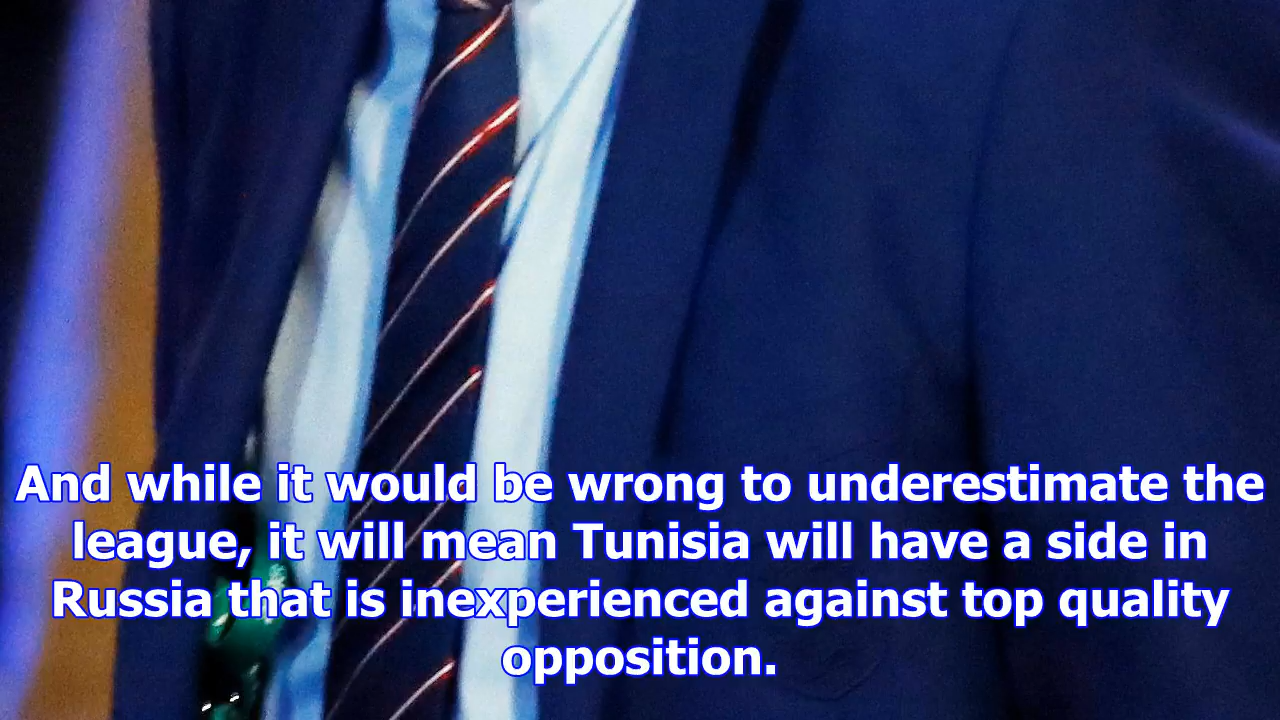 And while it would be wrong to underestimate the
league, it will mean Tunisia will have a side in
Russia that is inexperienced against top quality
opposition.